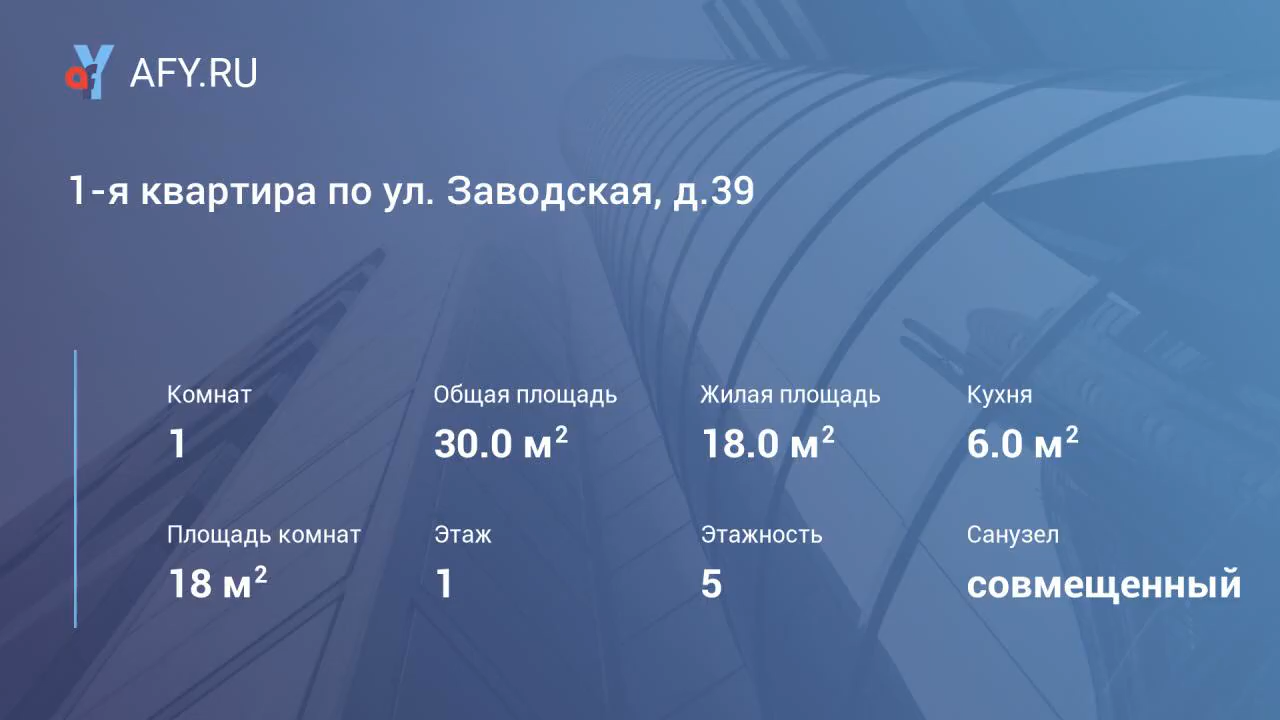 afY AFY.RU
1-я квартира по ул. Заводская, д.39
Комнат Общая площадь Жилая площадь Кухня
1 30.0 м² 18.0 м² 6.0 м²
Площадь комнат Этаж Этажность Санузел
18 м² 1 5 совмещенный